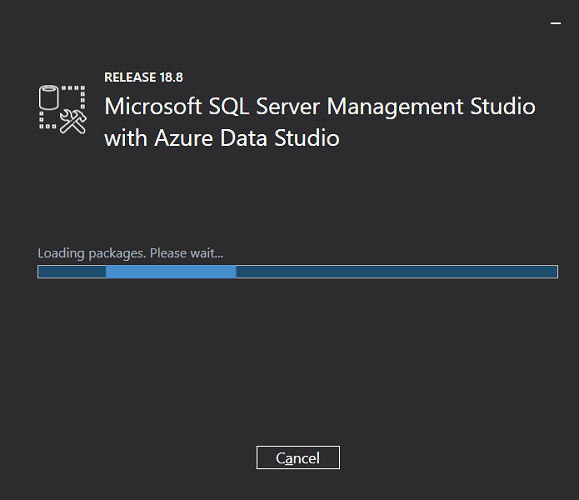 RELEASE 18.8
Microsoft SQL Server Management Studio
with Azure Data Studio
Loading packages. Please wait...
Cancel